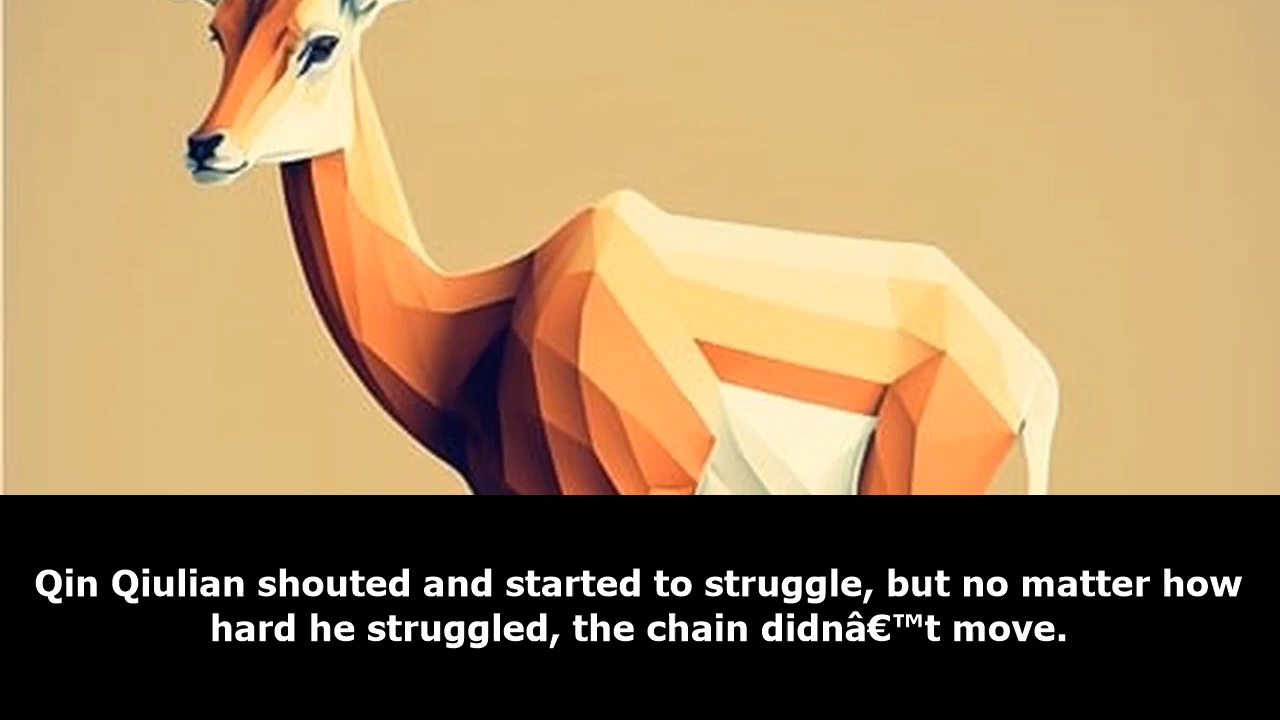 Qin Qiulian shouted and started to struggle, but no matter how
hard he struggled, the chain didnâ€™t move.